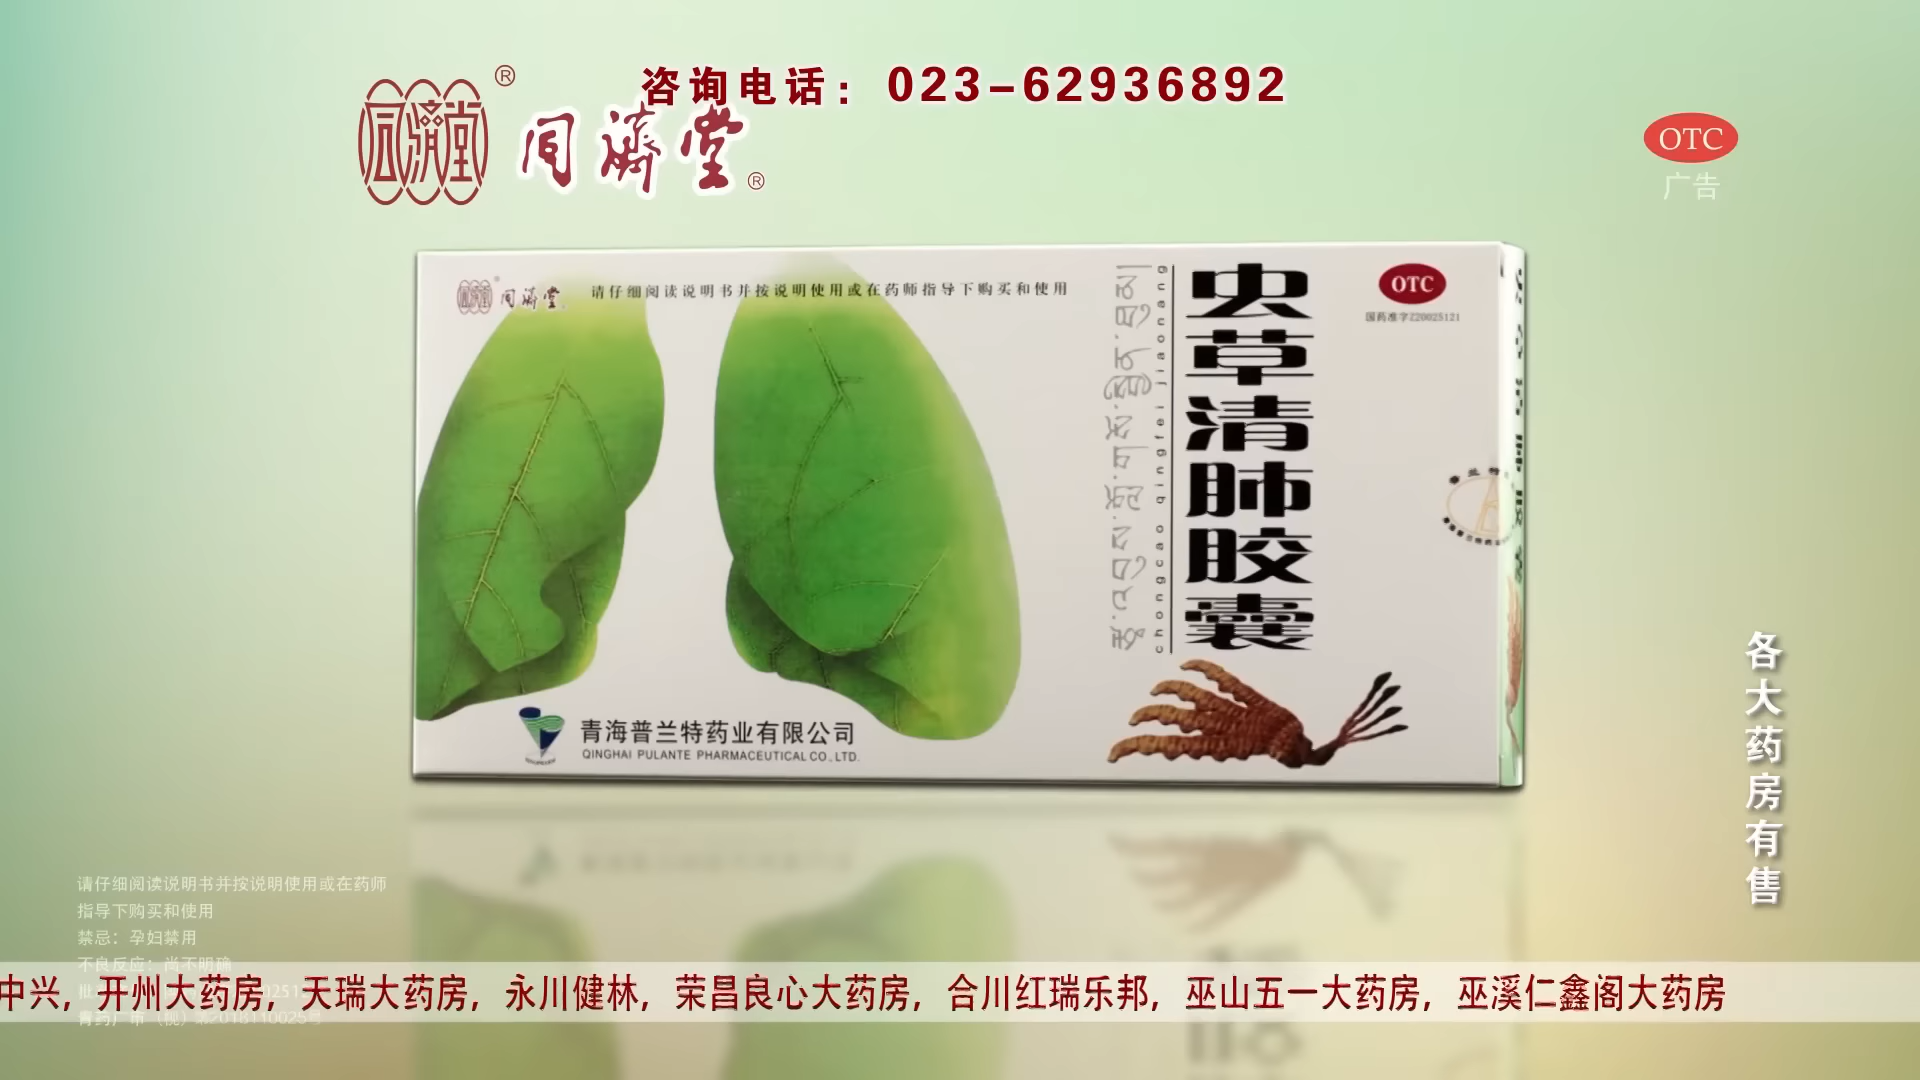 咨询电话：023-62936892
同濟堂®
同濟堂®
OTC
广告
同濟堂
请仔细阅读说明书并按说明使用或在药师指导下购买和使用
OTC
国药准字Z20025121
虫草清肺胶囊
chongcao qingfei jiaonang
青海普兰特药业有限公司
QINGHAI PULANTE PHARMACEUTICAL CO.,LTD.
各大药房有售
请仔细阅读说明书并按说明使用或在药师
指导下购买和使用
禁忌：孕妇禁用
不良反应：尚不明确
中兴，开州大药房，天瑞大药房，永川健林，荣昌良心大药房，合川红瑞乐邦，巫山五一大药房，巫溪仁鑫阁大药房